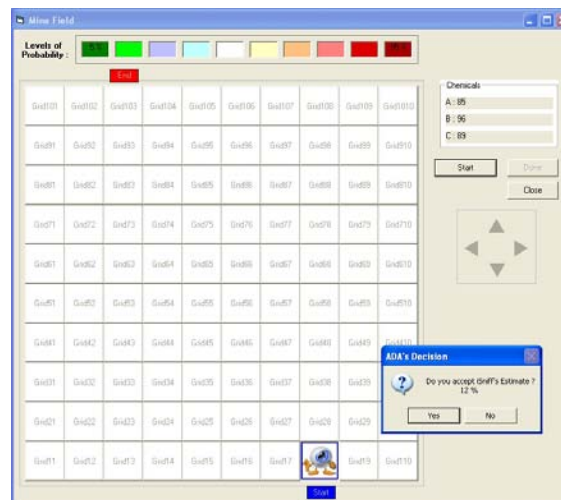 Mine Field
Levels of
Probability :
5 %
End
Grid101 Grid102 Grid103 Grid104 Grid105 Grid106 Grid107 Grid108 Grid109 Grid1010
Grid91 Grid92 Grid93 Grid94 Grid95 Grid96 Grid97 Grid98 Grid99 Grid910
Grid81 Grid82 Grid83 Grid84 Grid85 Grid86 Grid87 Grid88 Grid89 Grid810
Grid71 Grid72 Grid73 Grid74 Grid75 Grid76 Grid77 Grid78 Grid79 Grid710
Grid61 Grid62 Grid63 Grid64 Grid65 Grid66 Grid67 Grid68 Grid69 Grid610
Grid51 Grid52 Grid53 Grid54 Grid55 Grid56 Grid57 Grid58 Grid59 Grid510
Grid41 Grid42 Grid43 Grid44 Grid45 Grid46 Grid47 Grid48 Grid49 Grid410
Grid31 Grid32 Grid33 Grid34 Grid35 Grid36 Grid37 Grid38 Grid39
Grid21 Grid22 Grid23 Grid24 Grid25 Grid26 Grid27 Grid28 Grid29
Grid11 Grid12 Grid13 Grid14 Grid15 Grid16 Grid17 Grid19 Grid110
Start
Chemicals
A : 85
B : 96
C : 89
Start Done
Close
ADA's Decision
Do you accept iSniff's Estimate ?
12 %
Yes No